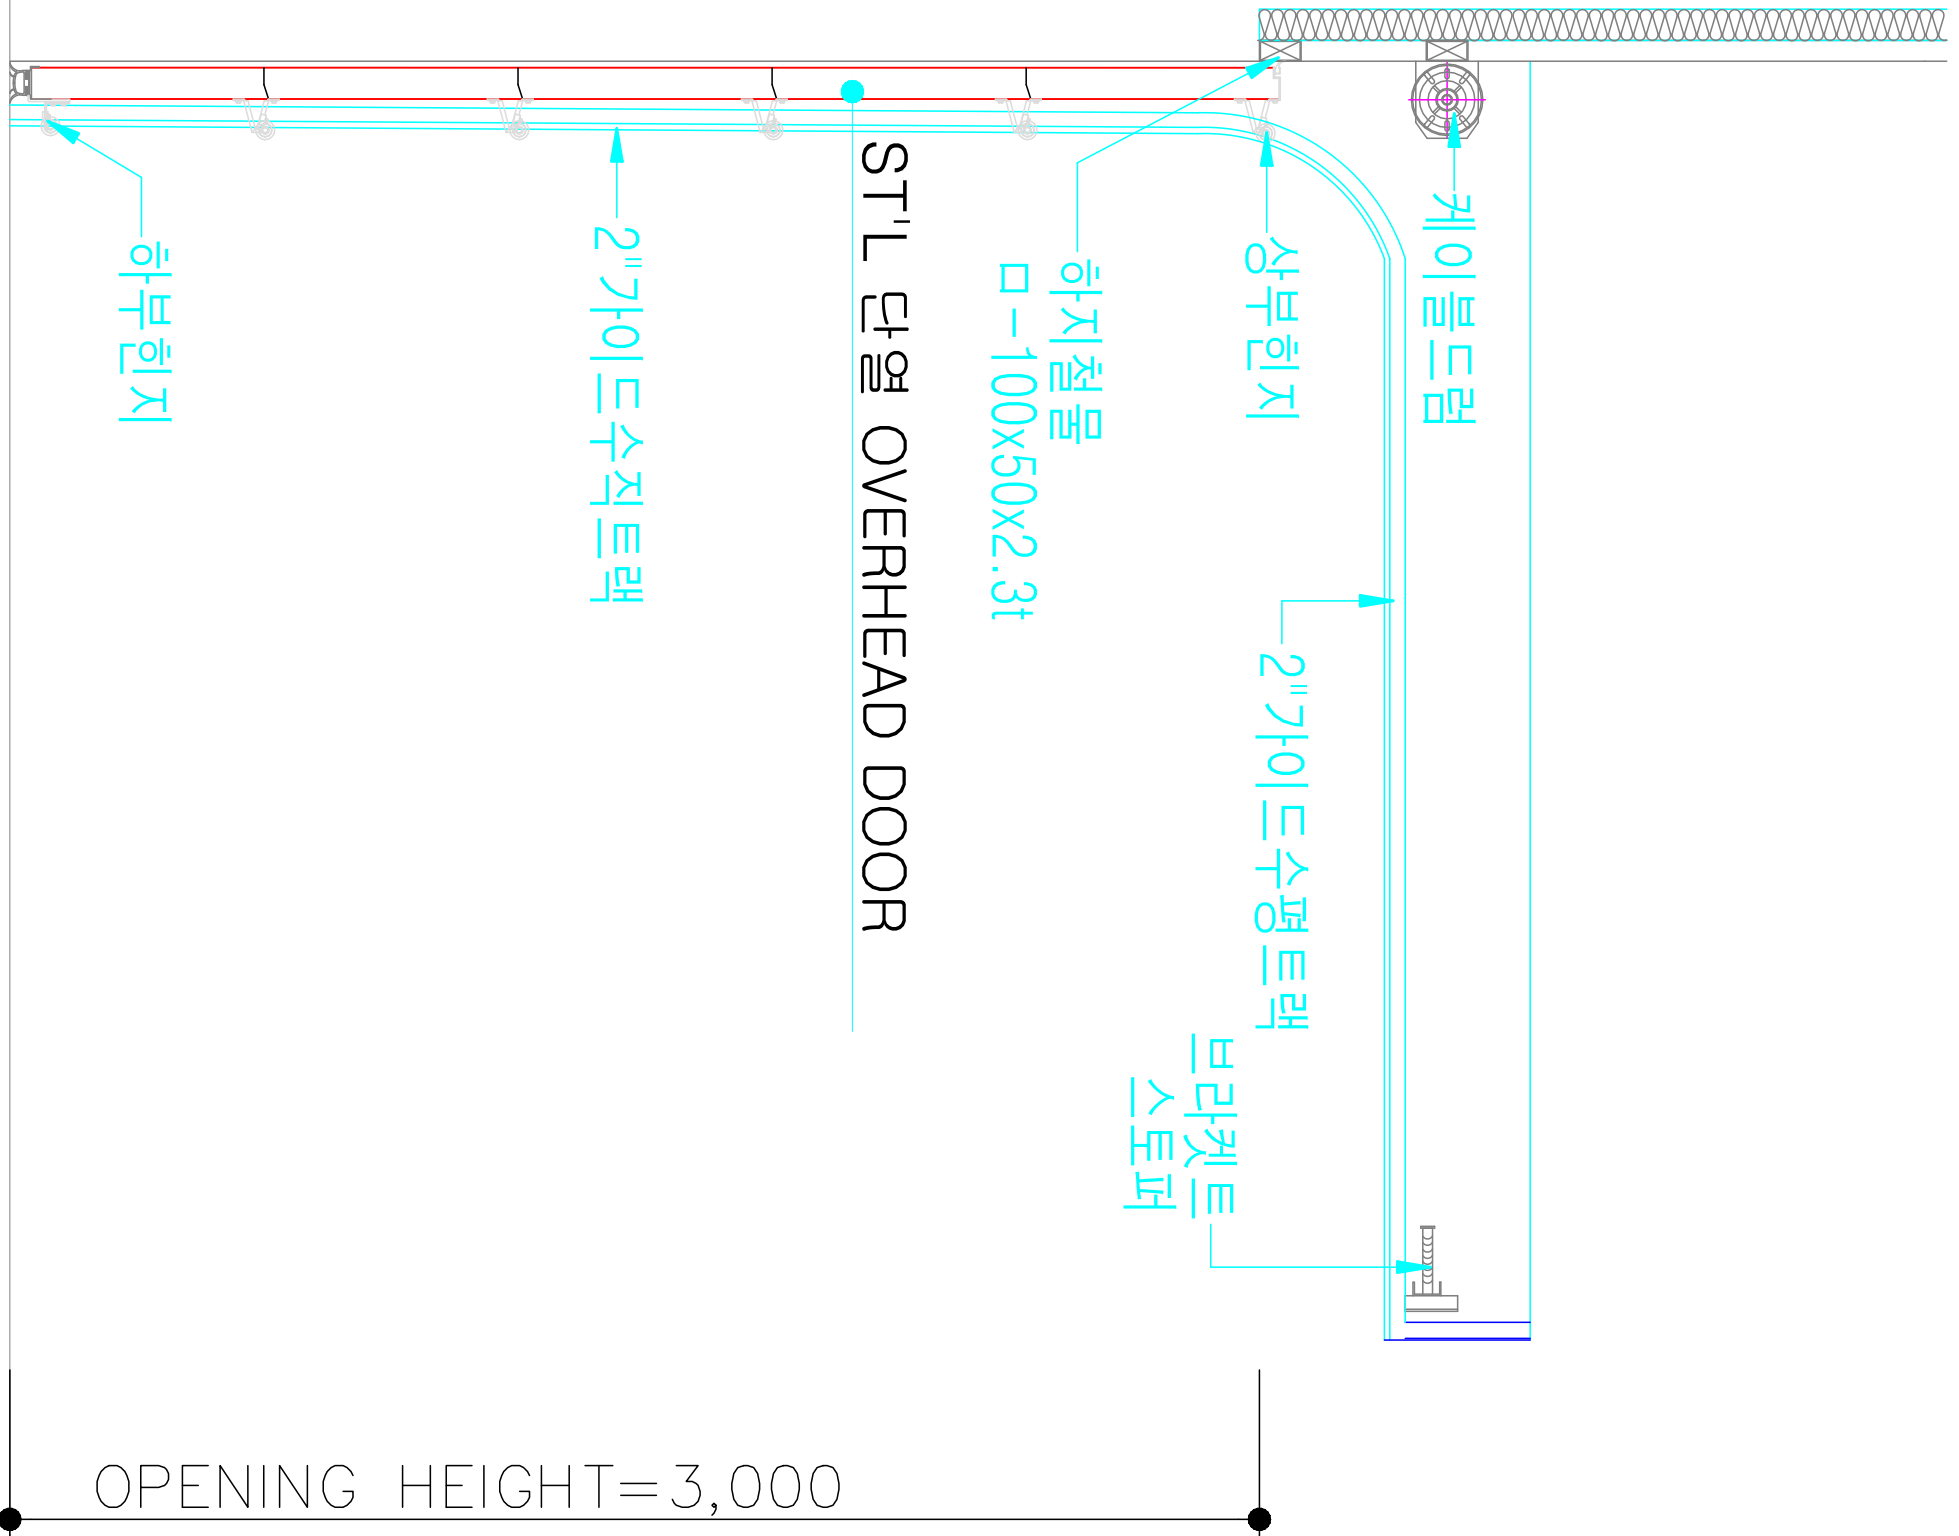 케이블드럼
상부힌지
하지철물
ㅁ-100x50x2.3t
ST'L 단열 OVERHEAD DOOR
2"가이드수직트랙
하부힌지
2"가이드수평트랙
브라켓트
스토퍼
OPENING HEIGHT=3,000